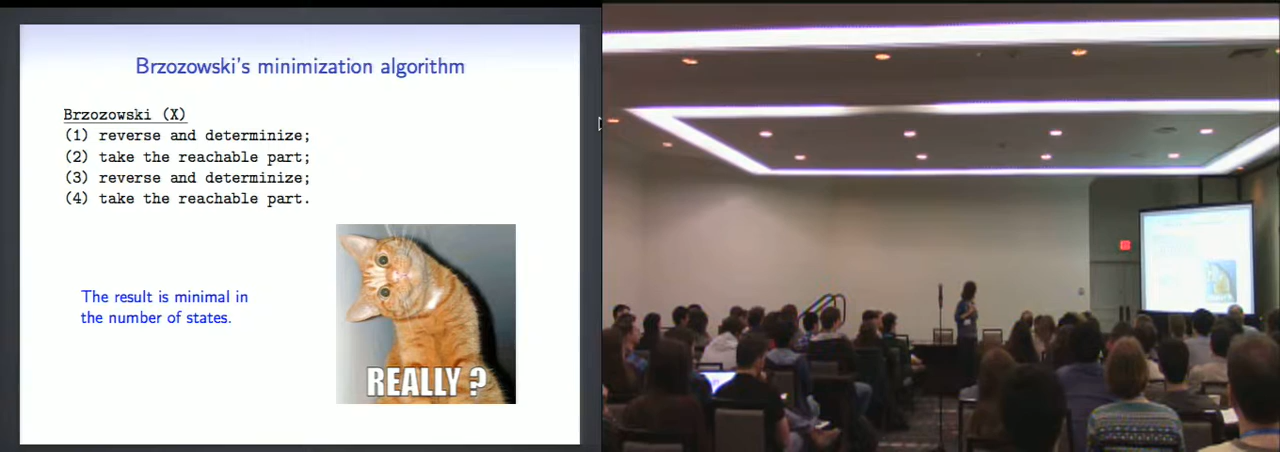 Brzozowski's minimization algorithm
Brzozowski (X)
(1) reverse and determinize;
(2) take the reachable part;
(3) reverse and determinize;
(4) take the reachable part.
The result is minimal in
the number of states.
REALLY ?